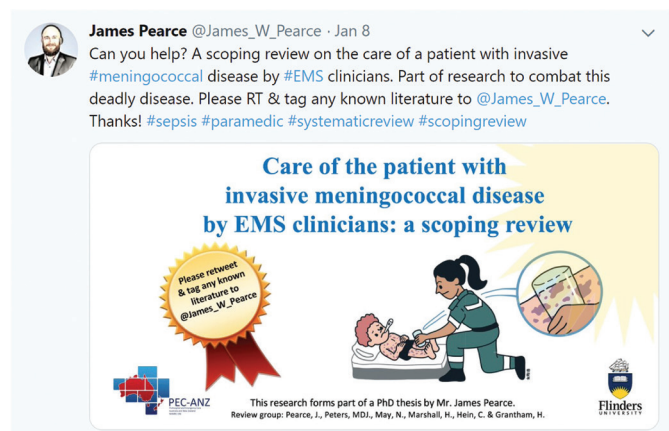 James Pearce @James_W_Pearce · Jan 8
Can you help? A scoping review on the care of a patient with invasive
#meningococcal disease by #EMS clinicians. Part of research to combat this
deadly disease. Please RT & tag any known literature to @James_W_Pearce.
Thanks! #sepsis #paramedic #systematicreview #scopingreview
Care of the patient with
invasive meningococcal disease
by EMS clinicians: a scoping review
Please retweet
& tag any known
literature to
@James_W_Pearce
PEC-ANZ
This research forms part of a PhD thesis by Mr. James Pearce.
Review group: Pearce, J., Peters, MDJ., May, N., Marshall, H., Hein, C. & Grantham, H.
Flinders
UNIVERSITY